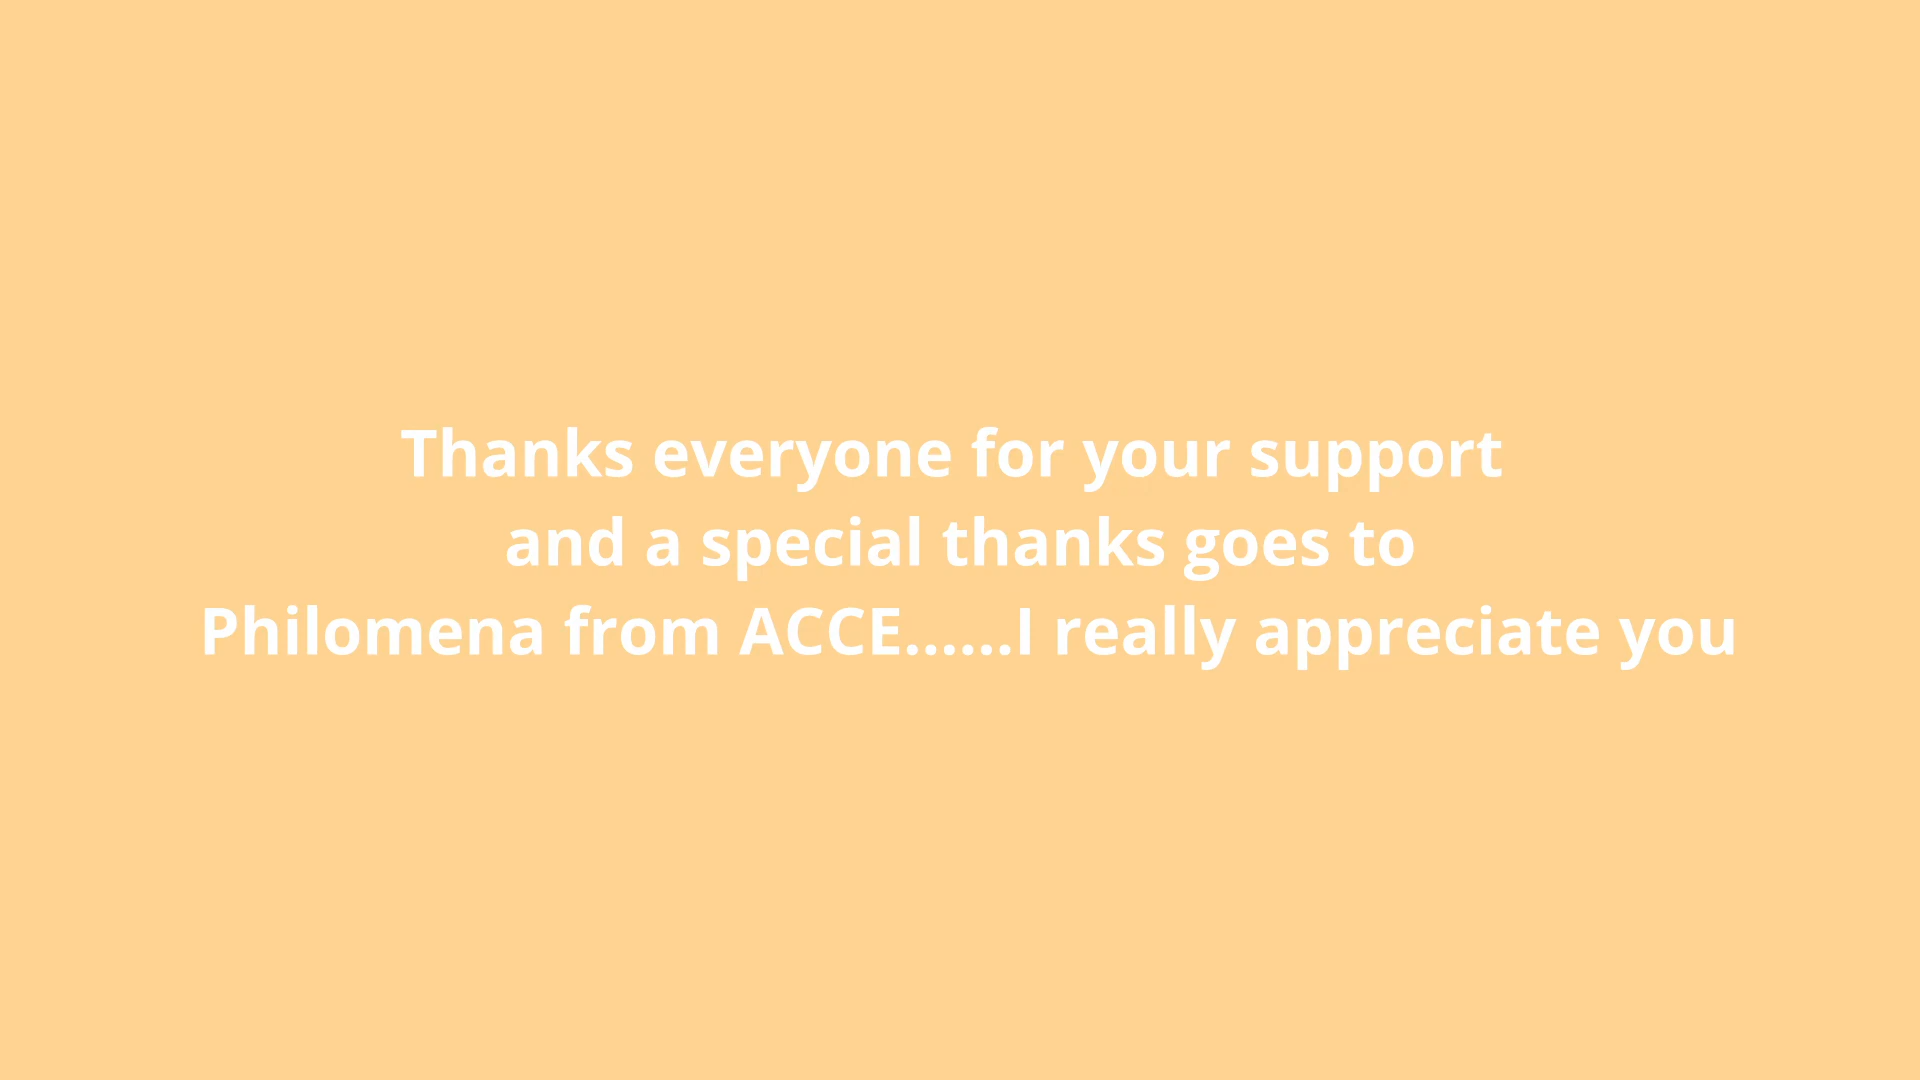 Thanks everyone for your support
and a special thanks goes to
Philomena from ACCE......I really appreciate you